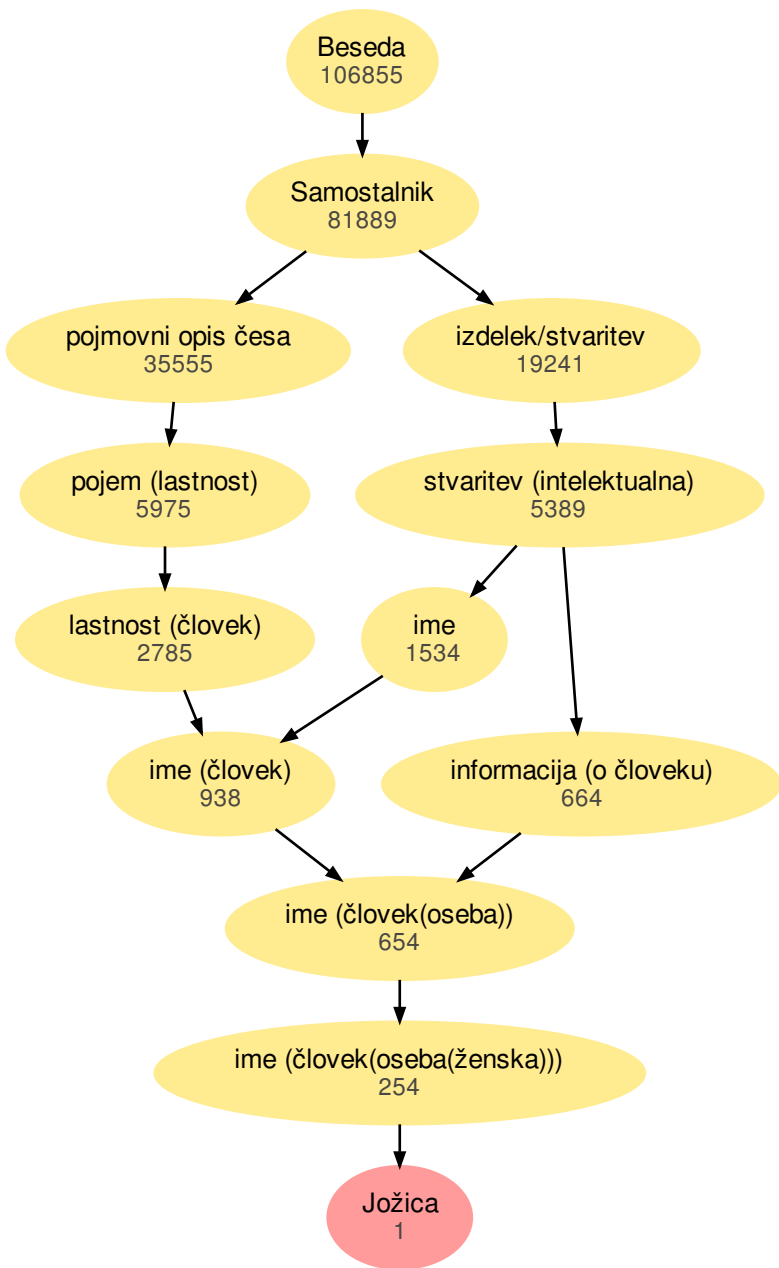 Beseda
106855
Samostalnik
81889
pojmovni opis česa
35555
izdelek/stvaritev
19241
pojem (lastnost)
5975
stvaritev (intelektualna)
5389
lastnost (človek)
2785
ime
1534
ime (človek)
938
informacija (o človeku)
664
ime (človek(oseba))
654
ime (človek(oseba(ženska)))
254
Jožica
1